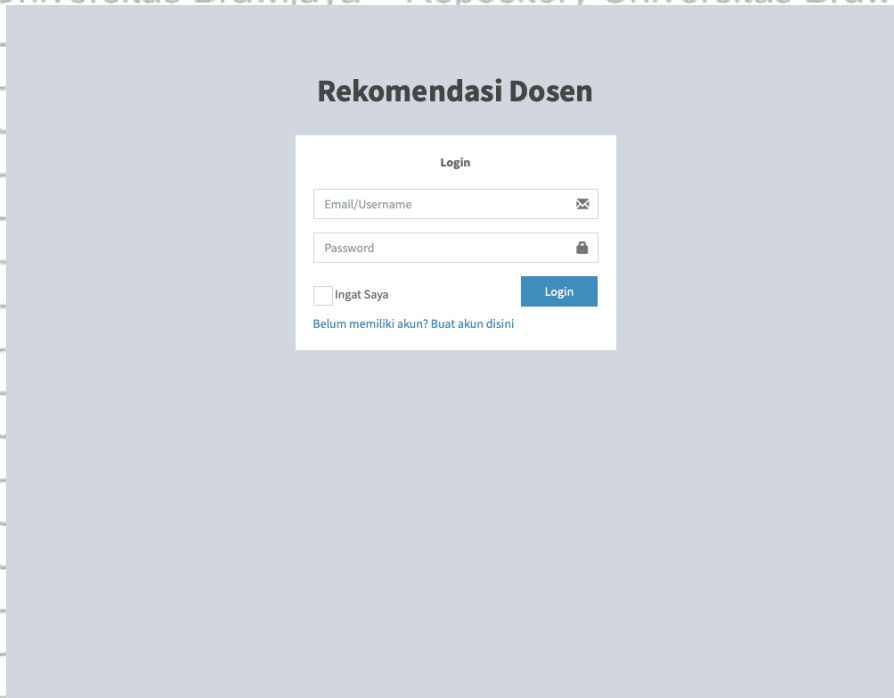 Rekomendasi Dosen
Login
Email/Username
Password
Ingat Saya
Login
Belum memiliki akun? Buat akun disini